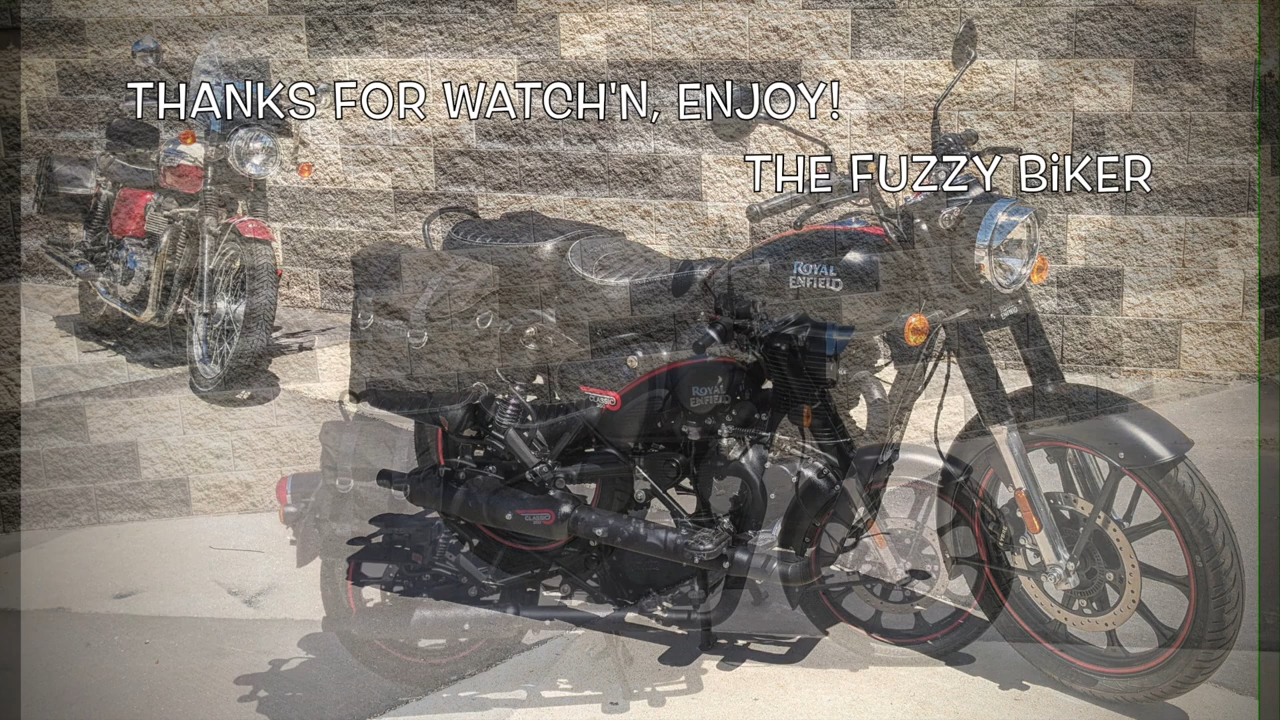 THANKS FOR WATCH'N, ENJOY!
THE FUZZY BiKER
ROYAL
ENFIELD
ROYAL
ENFIELD
CLASSIC
CLASSIC